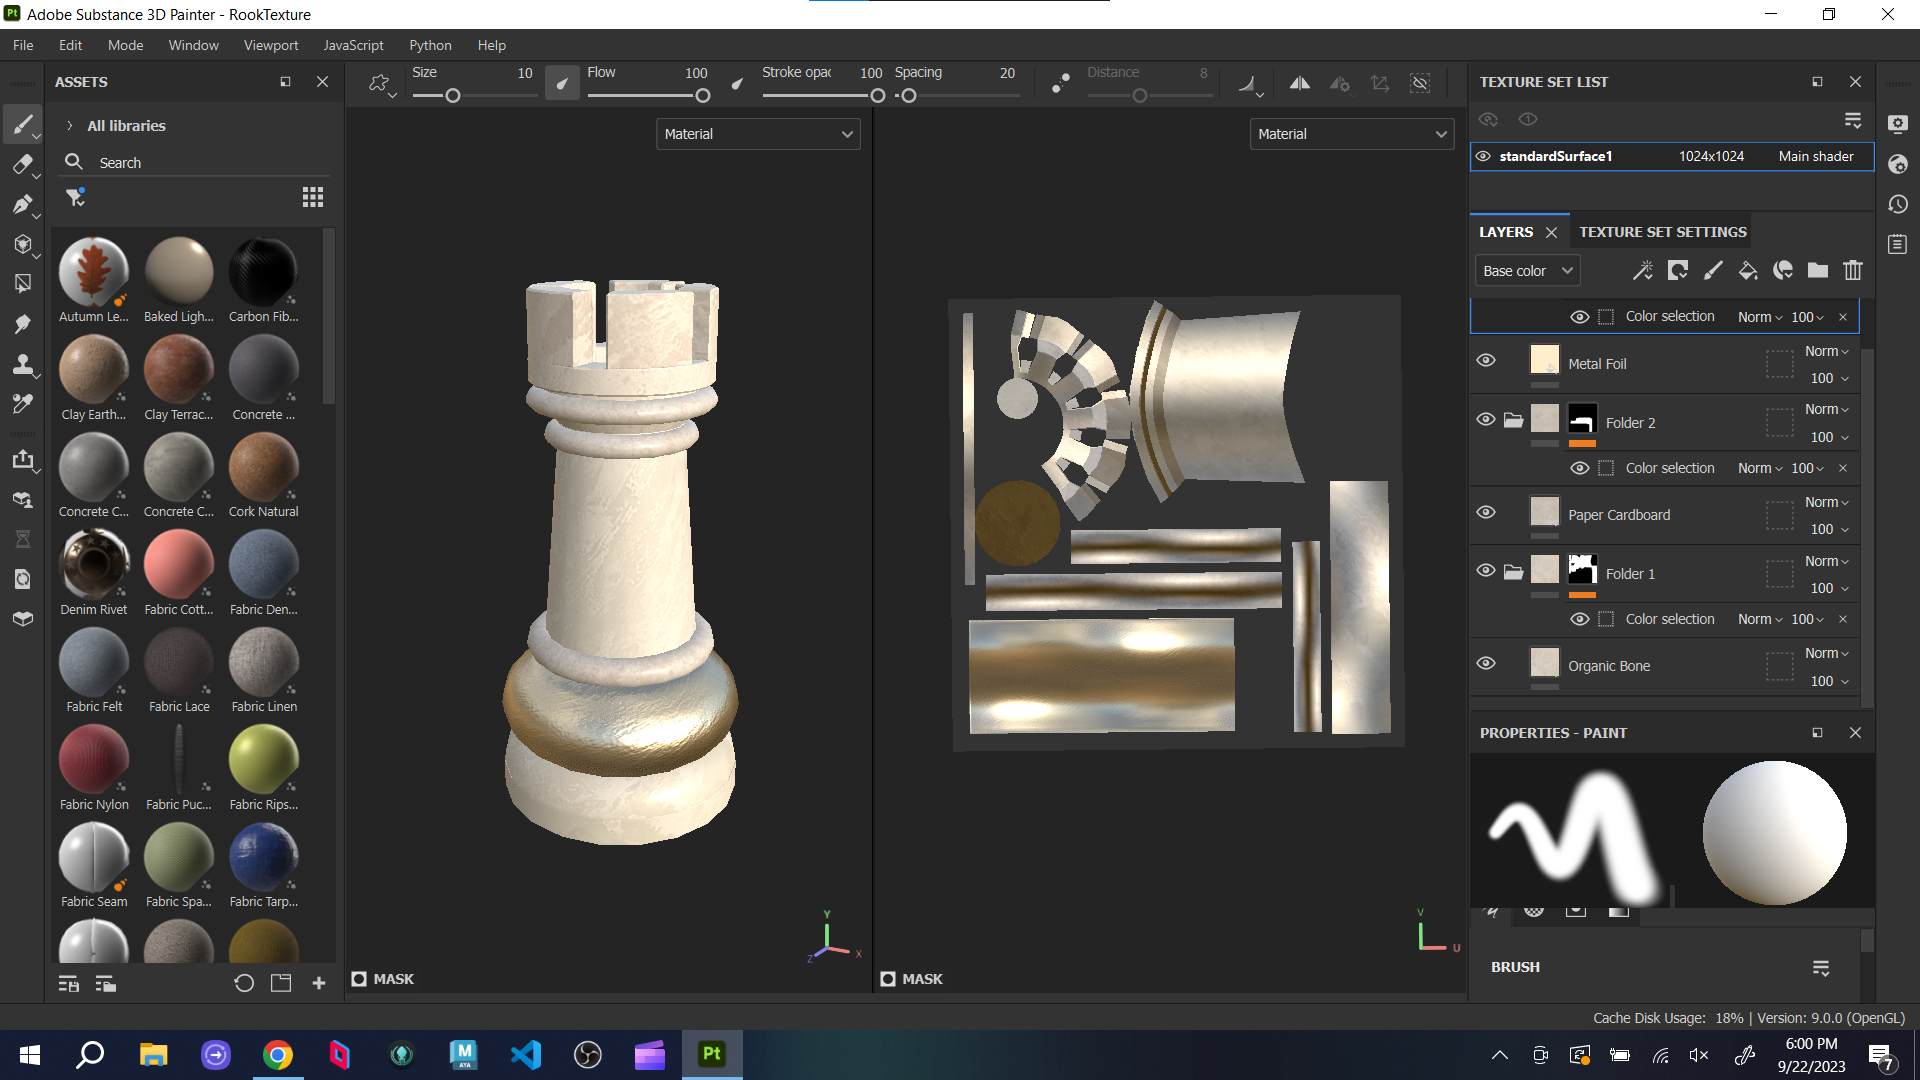 Pt Adobe Substance 3D Painter - RookTexture
File Edit Mode Window Viewport JavaScript Python Help
ASSETS
All libraries
Search
Autumn Le... Baked Ligh... Carbon Fib...
Clay Earth... Clay Terrac... Concrete ...
Concrete C... Concrete C... Cork Natural
Denim Rivet Fabric Cott... Fabric Den...
Fabric Felt Fabric Lace Fabric Linen
Fabric Nylon Fabric Puc... Fabric Rips...
Fabric Seam Fabric Spa... Fabric Tarp...
Size 10 Flow 100 Stroke opac 100 Spacing 20 Distance 8
Material
Y
X
Z
MASK
Material
V
U
MASK
TEXTURE SET LIST
standardSurface1 1024x1024 Main shader
LAYERS TEXTURE SET SETTINGS
Base color
Color selection Norm 100
Metal Foil Norm
100
Folder 2 Norm
100
Color selection Norm 100
Paper Cardboard Norm
100
Folder 1 Norm
100
Color selection Norm 100
Organic Bone Norm
100
PROPERTIES - PAINT
BRUSH
Cache Disk Usage: 18% | Version: 9.0.0 (OpenGL)
M
AYA
Pt
6:00 PM
9/22/2023
7